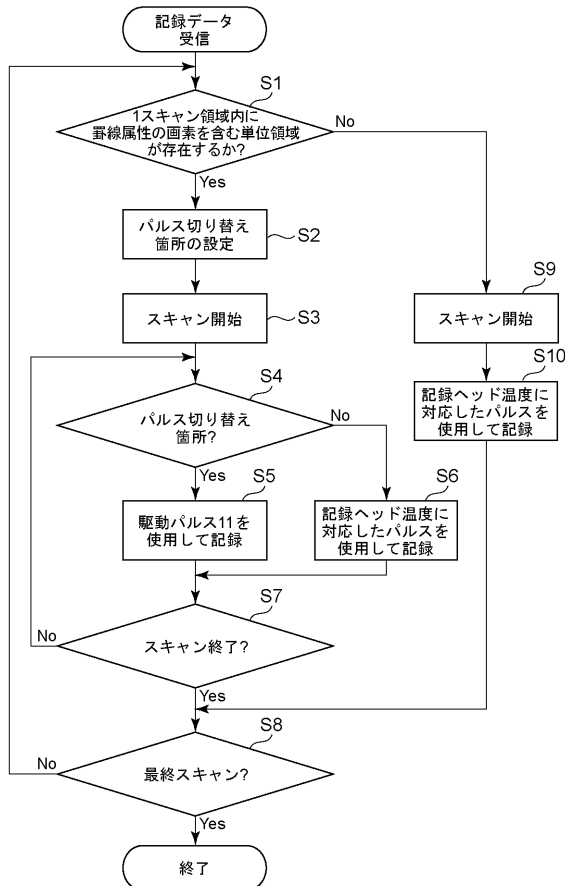 記録データ
受信
S1
1スキャン領域内に
罫線属性の画素を含む単位領域
が存在するか?
No
Yes
パルス切り替え
箇所の設定
S2
スキャン開始
S3
S9
スキャン開始
S10
記録ヘッド温度に
対応したパルスを
使用して記録
S4
パルス切り替え
箇所?
No
Yes
S5
駆動パルス11を
使用して記録
S6
記録ヘッド温度に
対応したパルスを
使用して記録
S7
スキャン終了?
No
Yes
S8
最終スキャン?
No
Yes
終了